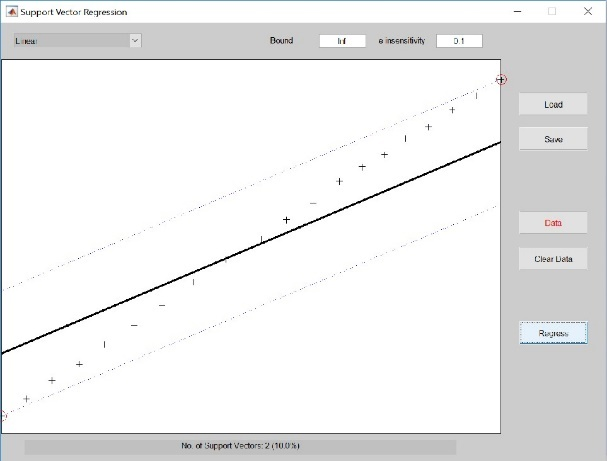 Support Vector Regression
Linear
Bound Inf e insensitivity 0.1
Load
Save
Data
Clear Data
Regress
No. of Support Vectors: 2 (10.0%)